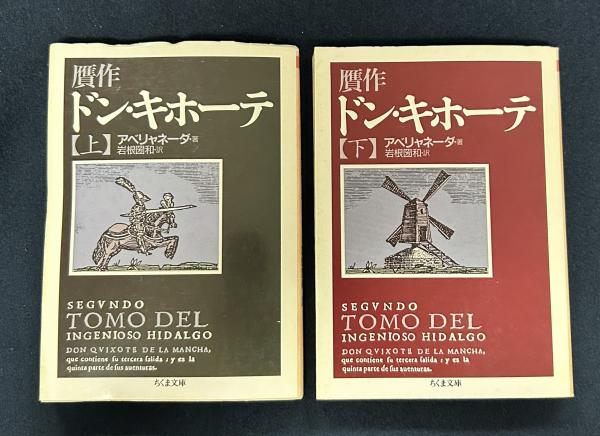 贋作
ドン・キホーテ
【上】
アベリャネーダ・著
岩根圀和・訳
SEGVNDO
TOMO DEL
INGENIOSO HIDALGO
DON QVIXOTE DE LA MANCHA,
que contiene ſu tercera ſalida : y es la
quinta parte de ſus auenturas.
ちくま文庫
贋作
ドン・キホーテ
【下】
アベリャネーダ・著
岩根圀和・訳
SEGVNDO
TOMO DEL
INGENIOSO HIDALGO
DON QVIXOTE DE LA MANCHA,
que contiene ſu tercera ſalida : y es la
quinta parte de ſus auenturas.
ちくま文庫